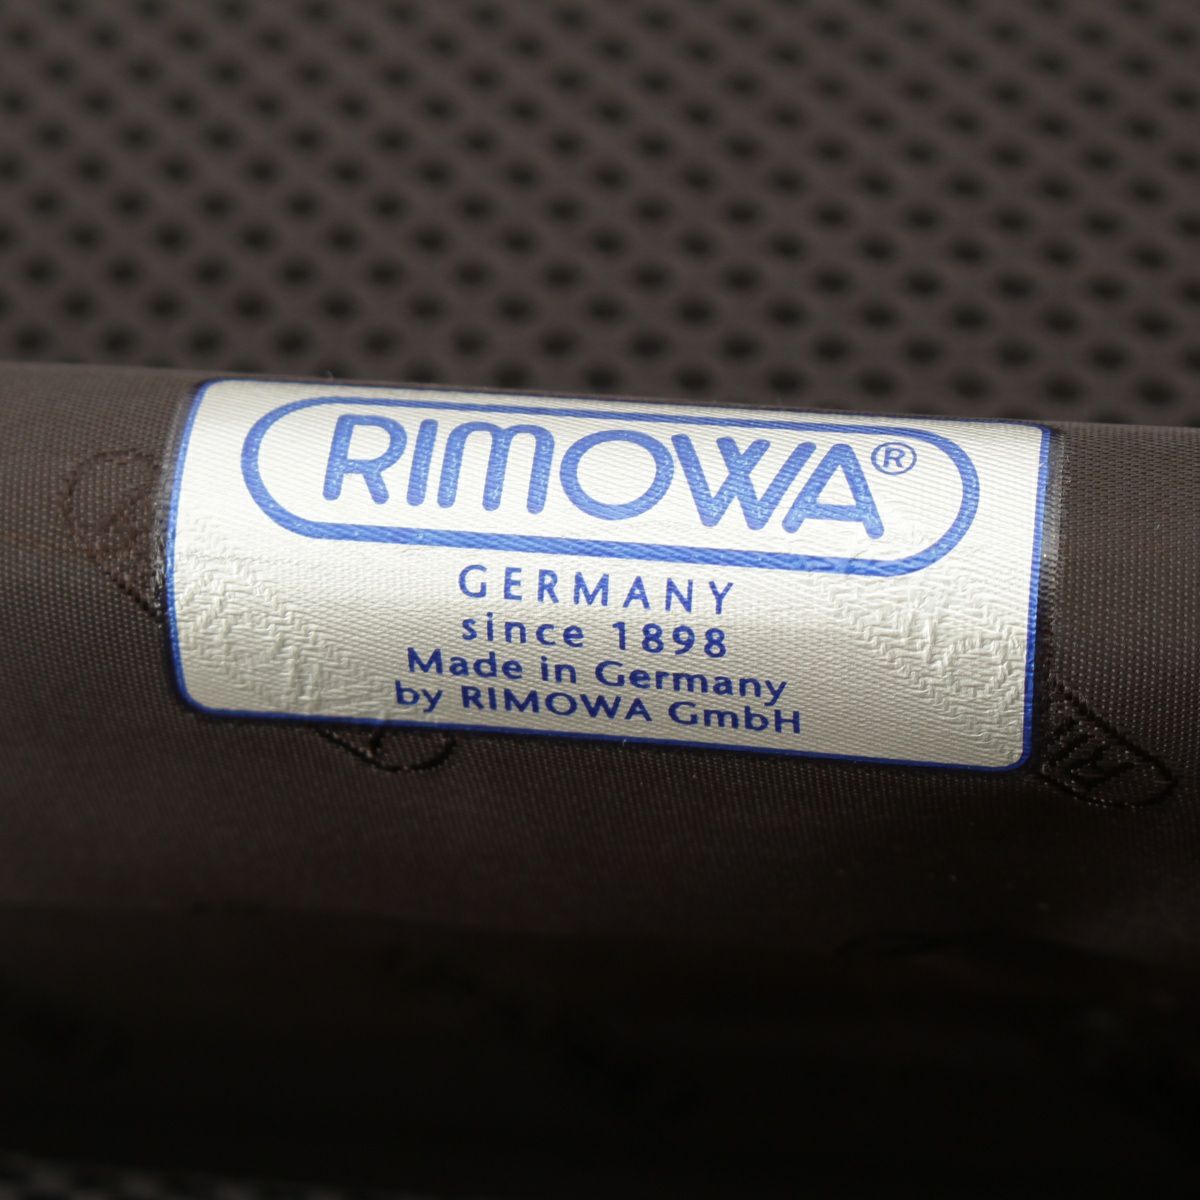 RIMOWA®
GERMANY
since 1898
Made in Germany
by RIMOWA GmbH